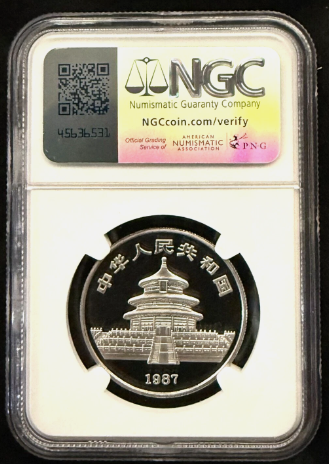 NGC
Numismatic Guaranty Company
NGCcoin.com/verify
45636531
Official Grading
Service of
AMERICAN
NUMISMATIC
ASSOCIATION
PNG
中华人民共和国
1987